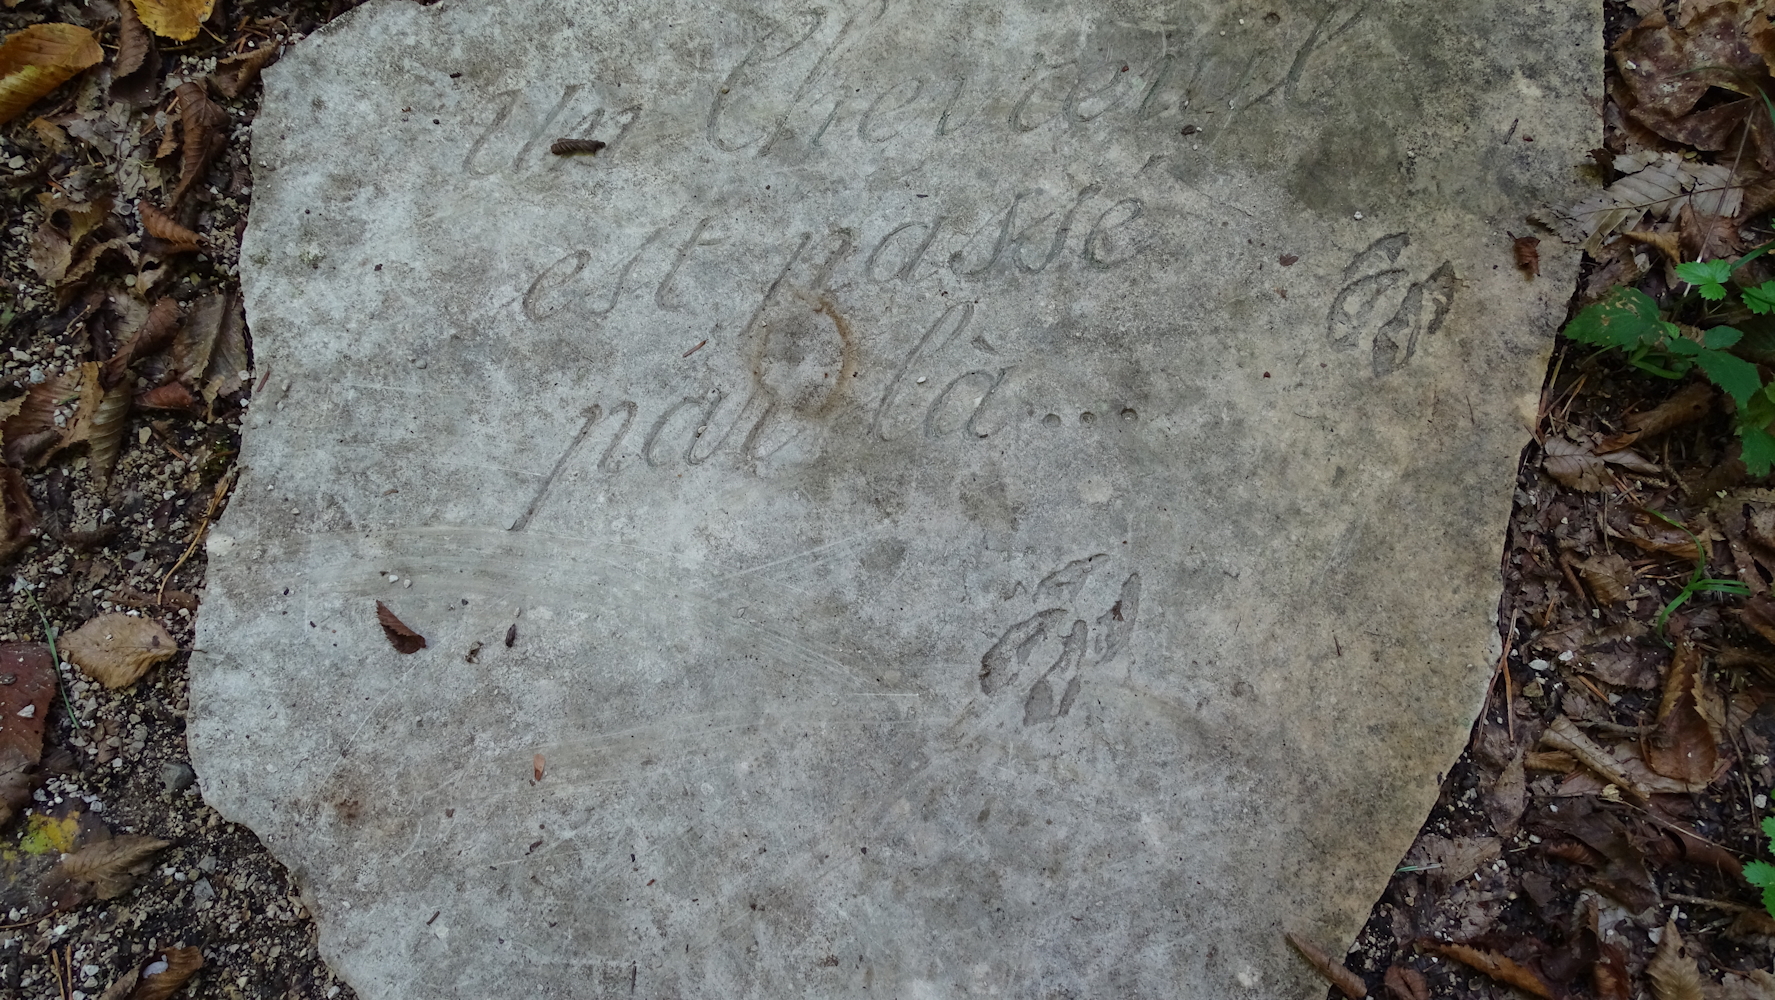 un Chevreuil
est passé
par là...